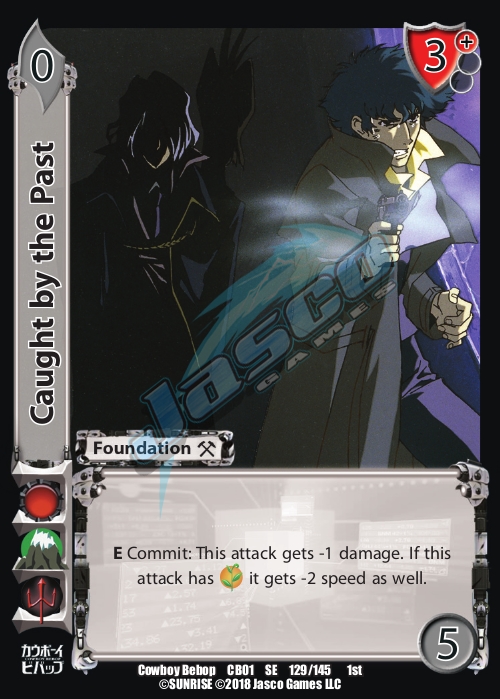 0
3
+
Caught by the Past
Jasco
GAMES
Foundation
E Commit: This attack gets -1 damage. If this
attack has it gets -2 speed as well.
5
カウボーイ
ビバップ
Cowboy Bebop CB01 SE 129/145 1st
©SUNRISE ©2018 Jasco Games LLC